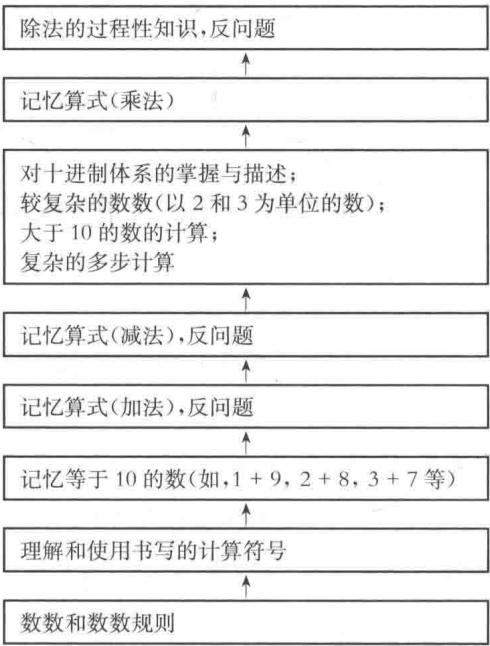 除法的过程性知识,反问题
记忆算式(乘法)
对十进制体系的掌握与描述;
较复杂的数数(以 2 和 3 为单位的数);
大于 10 的数的计算;
复杂的多步计算
记忆算式(减法),反问题
记忆算式(加法),反问题
记忆等于 10 的数(如,1 + 9, 2 + 8, 3 + 7 等)
理解和使用书写的计算符号
数数和数数规则